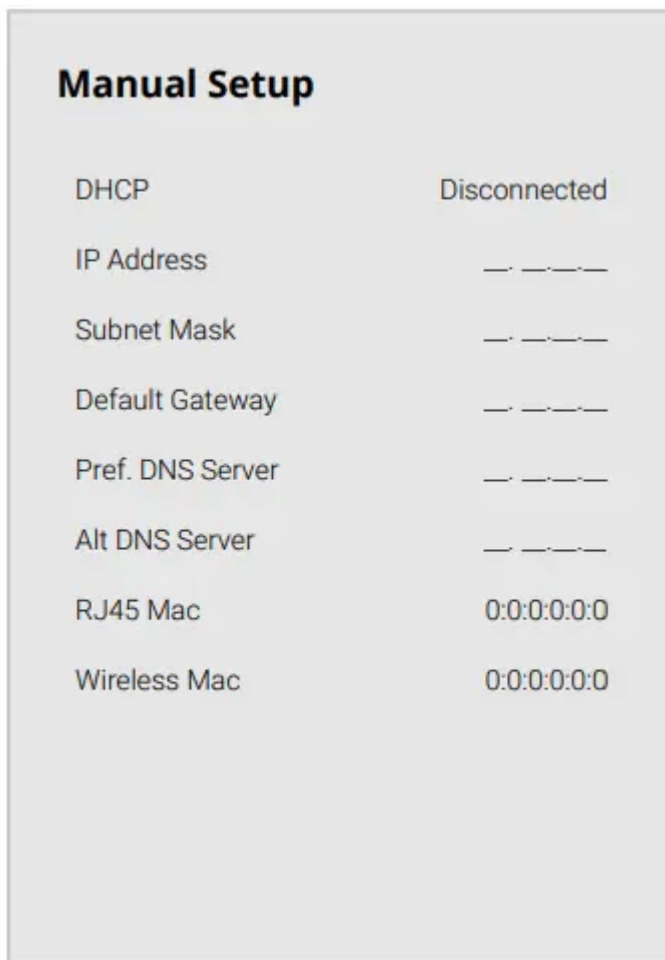 Manual Setup
DHCP Disconnected
IP Address __. __.__.__
Subnet Mask __. __.__.__
Default Gateway __. __.__.__
Pref. DNS Server __. __.__.__
Alt DNS Server __. __.__.__
RJ45 Mac 0:0:0:0:0:0
Wireless Mac 0:0:0:0:0:0